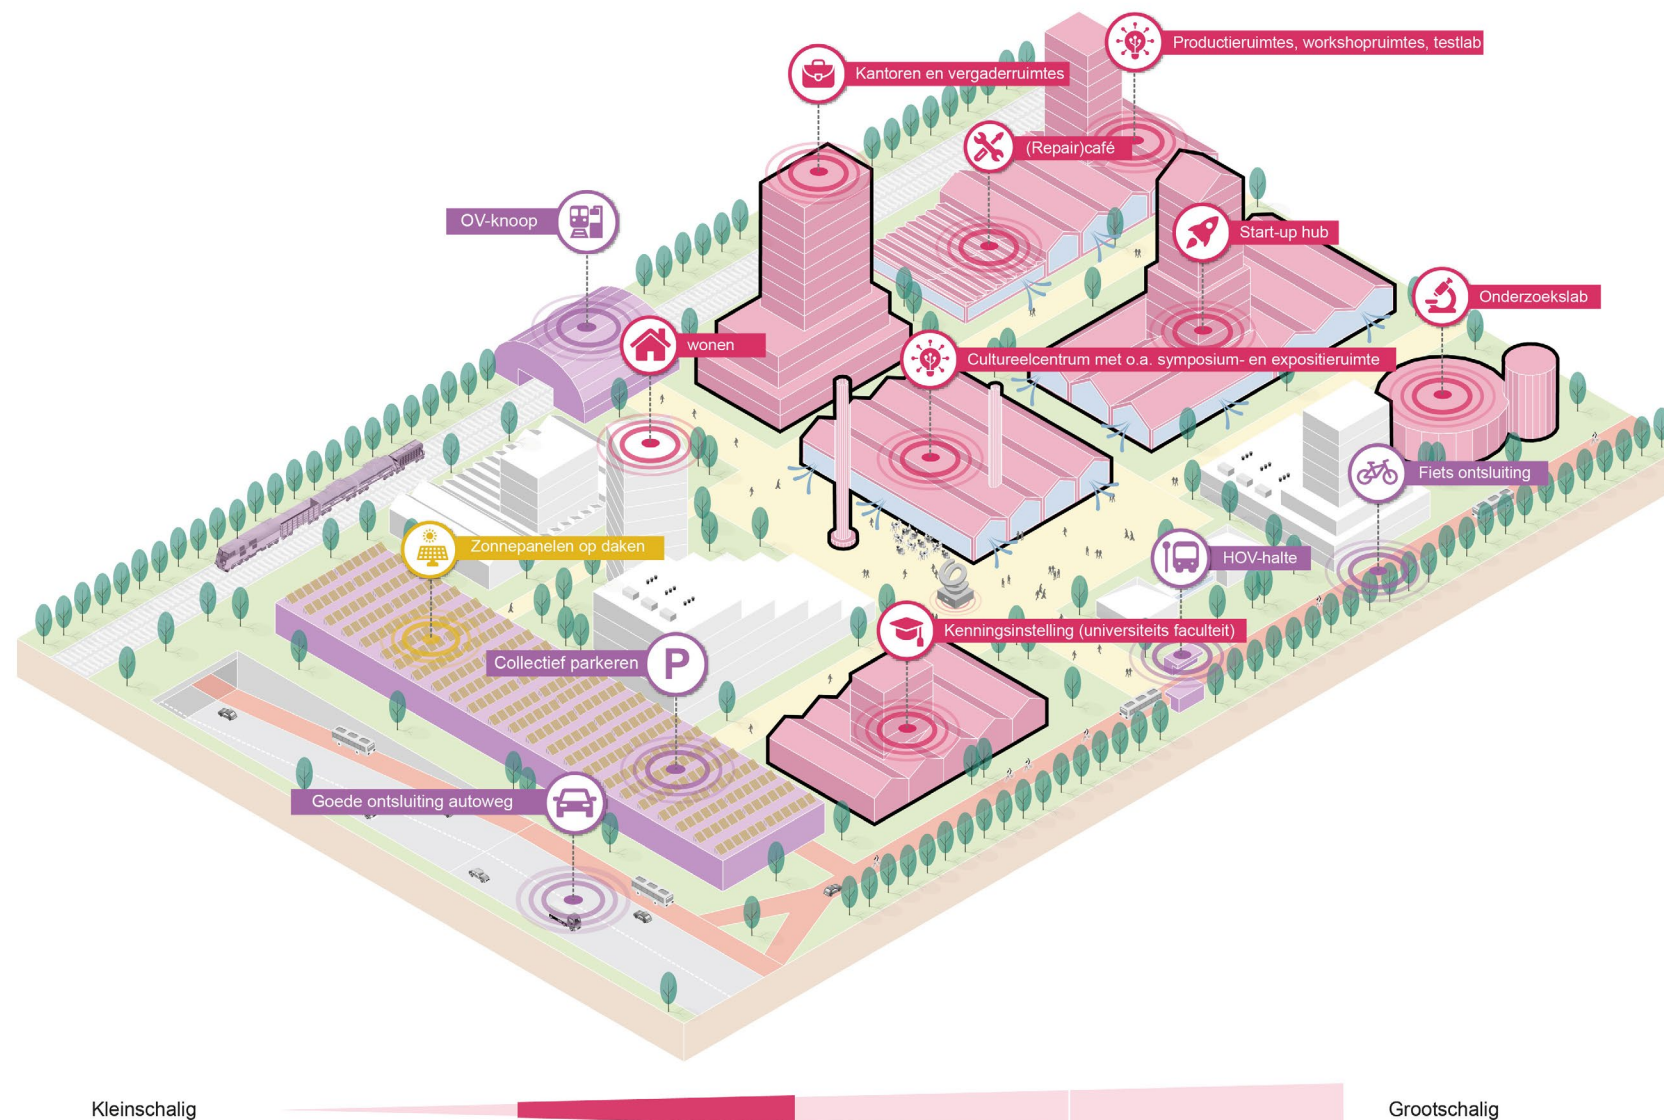 Productieruimtes, workshopruimtes, testlab
Kantoren en vergaderruimtes
(Repair)café
OV-knoop
Start-up hub
Onderzoekslab
wonen
Cultureelcentrum met o.a. symposium- en expositieruimte
Fiets ontsluiting
Zonnepanelen op daken
HOV-halte
Kenningsinstelling (universiteits faculteit)
Collectief parkeren
P
Goede ontsluiting autoweg
Kleinschalig
Grootschalig